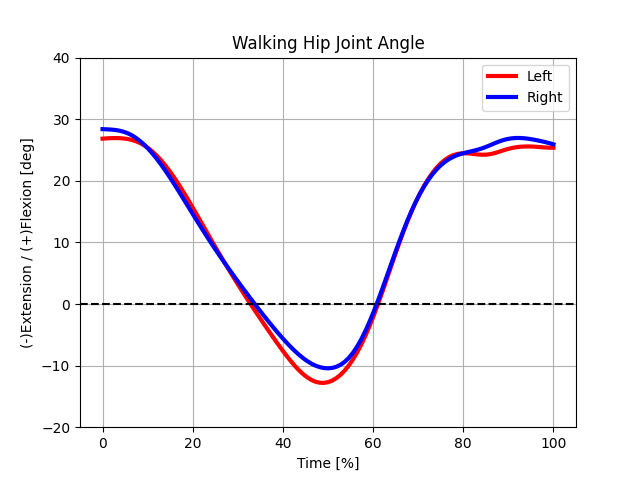 Walking Hip Joint Angle
Left
Right
(-)Extension / (+)Flexion [deg]
40
30
20
10
0
−10
−20
0 20 40 60 80 100
Time [%]